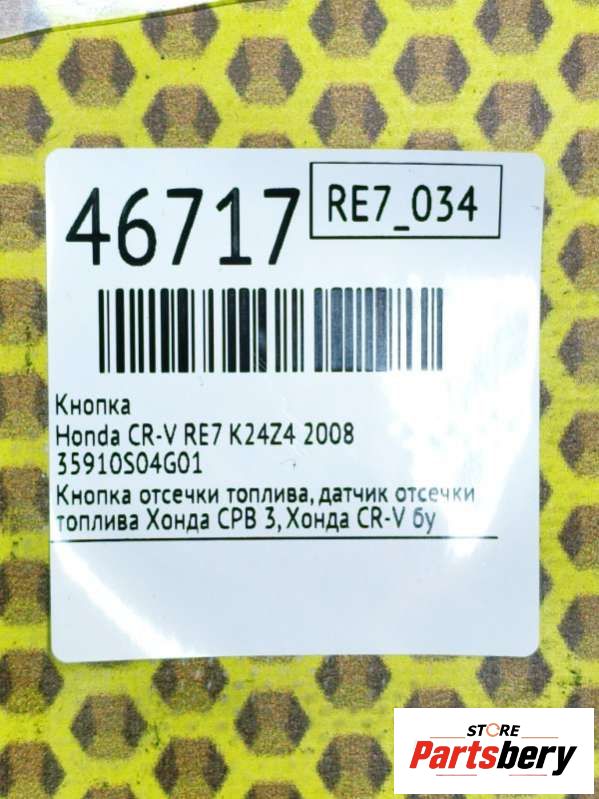 46717
RE7_034
Кнопка
Honda CR-V RE7 K24Z4 2008
35910S04G01
Кнопка отсечки топлива, датчик отсечки
топлива Хонда СРВ 3, Хонда CR-V бу
STORE
Partsbery